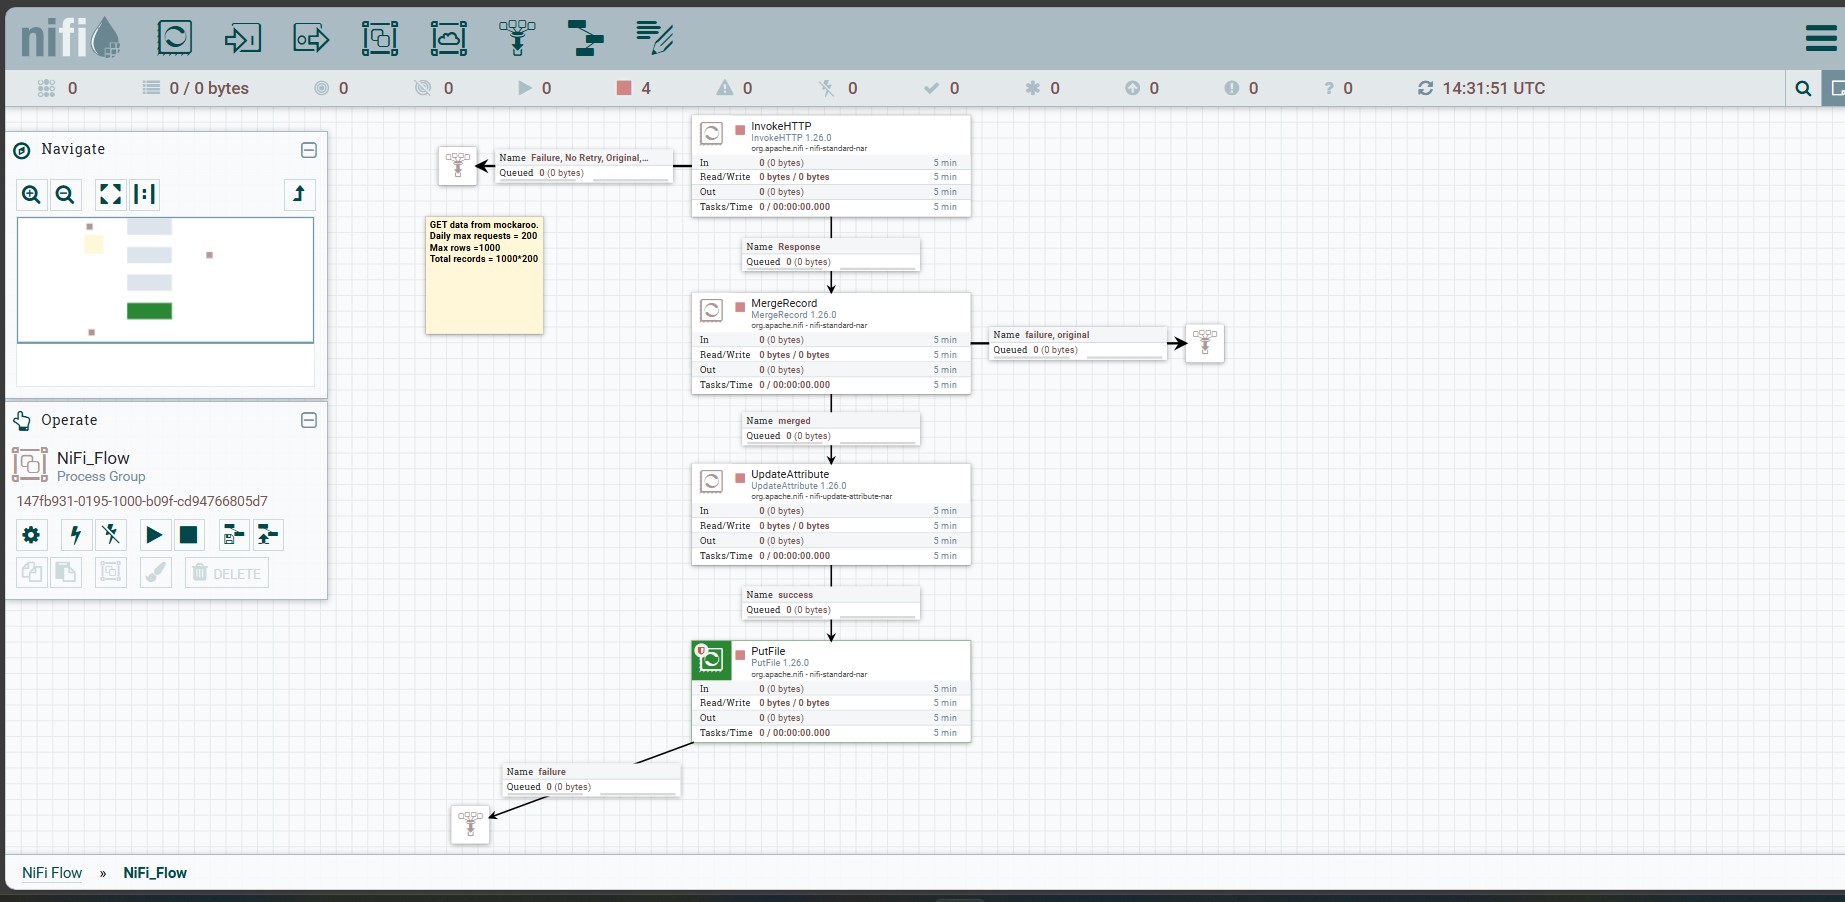 nifi
0
0 / 0 bytes
0
0
0
4
0
0
0
0
0
0
? 0
14:31:51 UTC
Navigate
Operate
NiFi_Flow
Process Group
147fb931-0195-1000-b09f-cd94766805d7
DELETE
Name Failure, No Retry, Original,...
Queued 0 (0 bytes)
GET data from mockaroo.
Daily max requests = 200
Max rows =1000
Total records = 1000*200
InvokeHTTP
InvokeHTTP 1.26.0
org.apache.nifi - nifi-standard-nar
In 0 (0 bytes) 5 min
Read/Write 0 bytes / 0 bytes 5 min
Out 0 (0 bytes) 5 min
Tasks/Time 0 / 00:00:00.000 5 min
Name Response
Queued 0 (0 bytes)
MergeRecord
MergeRecord 1.26.0
org.apache.nifi - nifi-standard-nar
In 0 (0 bytes) 5 min
Read/Write 0 bytes / 0 bytes 5 min
Out 0 (0 bytes) 5 min
Tasks/Time 0 / 00:00:00.000 5 min
Name failure, original
Queued 0 (0 bytes)
Name merged
Queued 0 (0 bytes)
UpdateAttribute
UpdateAttribute 1.26.0
org.apache.nifi - nifi-update-attribute-nar
In 0 (0 bytes) 5 min
Read/Write 0 bytes / 0 bytes 5 min
Out 0 (0 bytes) 5 min
Tasks/Time 0 / 00:00:00.000 5 min
Name success
Queued 0 (0 bytes)
PutFile
PutFile 1.26.0
org.apache.nifi - nifi-standard-nar
In 0 (0 bytes) 5 min
Read/Write 0 bytes / 0 bytes 5 min
Out 0 (0 bytes) 5 min
Tasks/Time 0 / 00:00:00.000 5 min
Name failure
Queued 0 (0 bytes)
NiFi Flow » NiFi_Flow